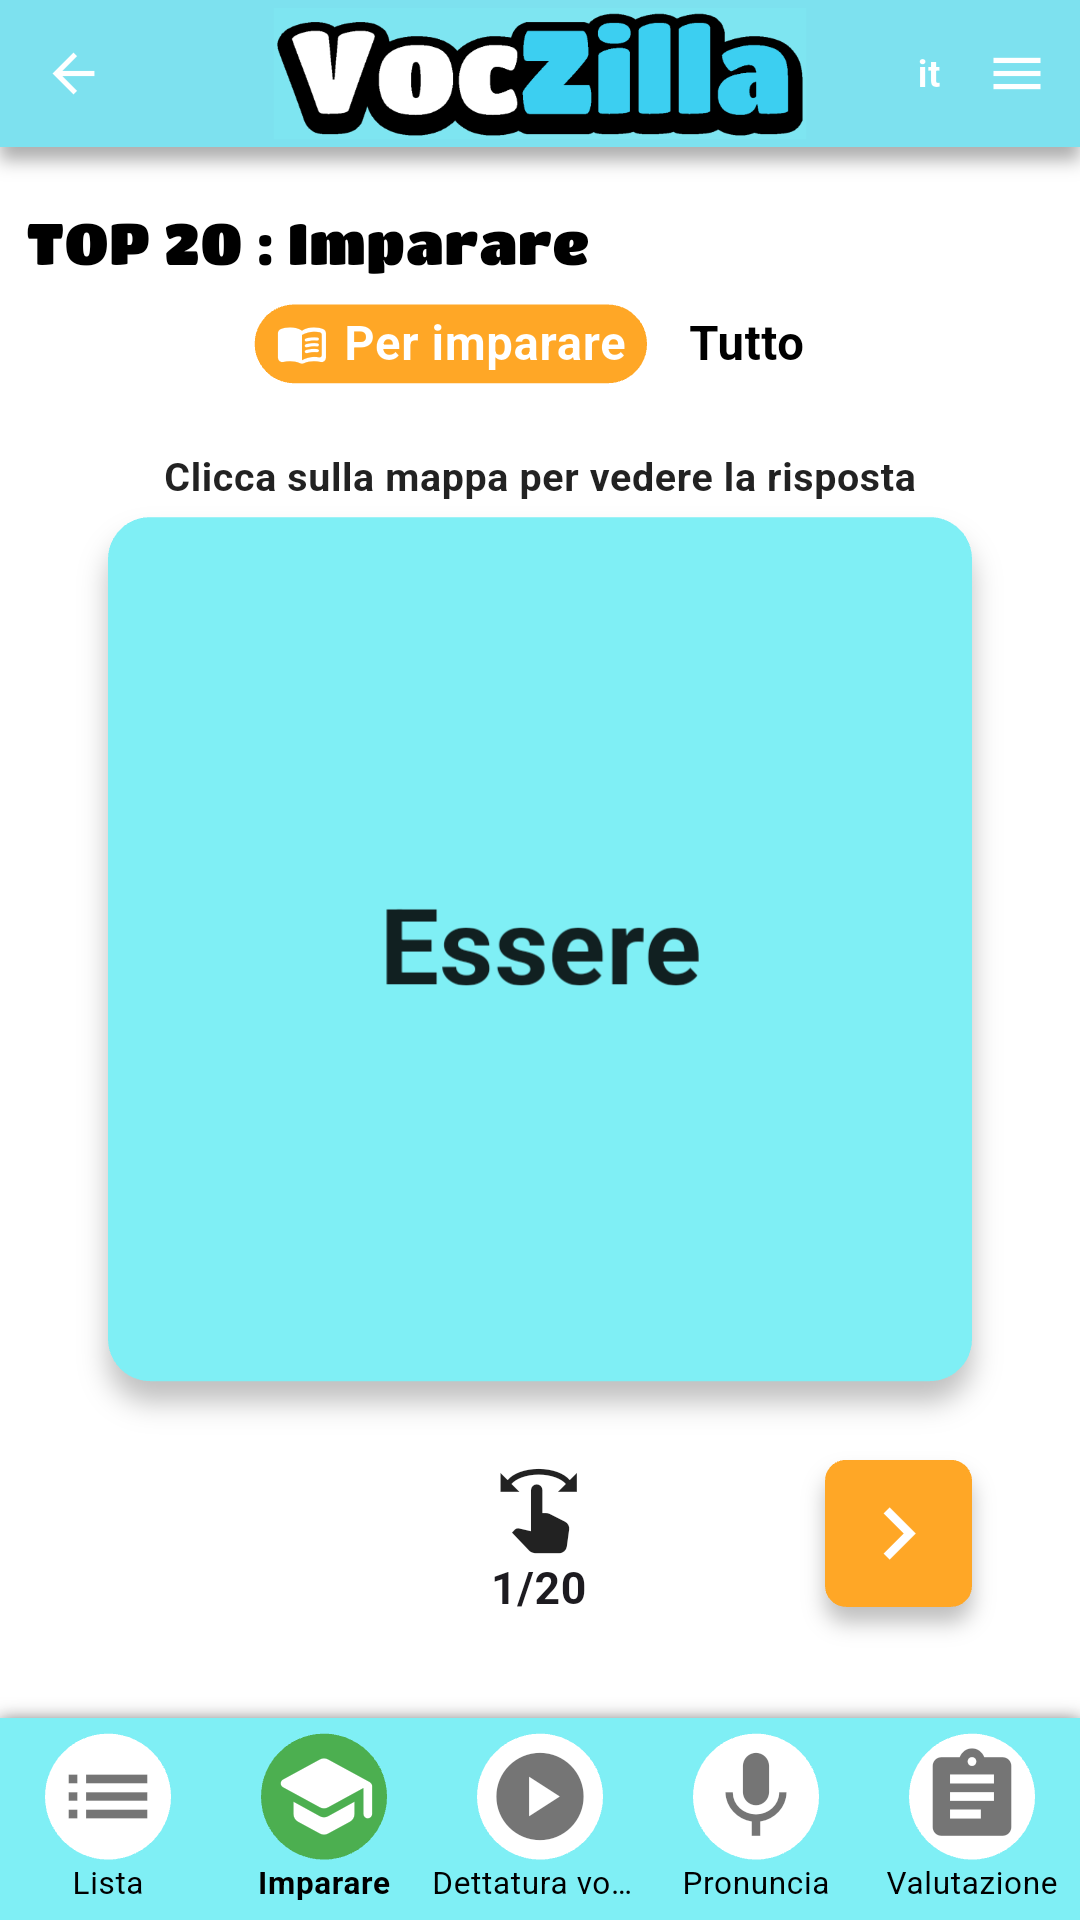 VocZilla
it
TOP 20 : Imparare
Per imparare
Tutto
Clicca sulla mappa per vedere la risposta
Essere
1/20
Lista
Imparare
Dettatura vo...
Pronuncia
Valutazione